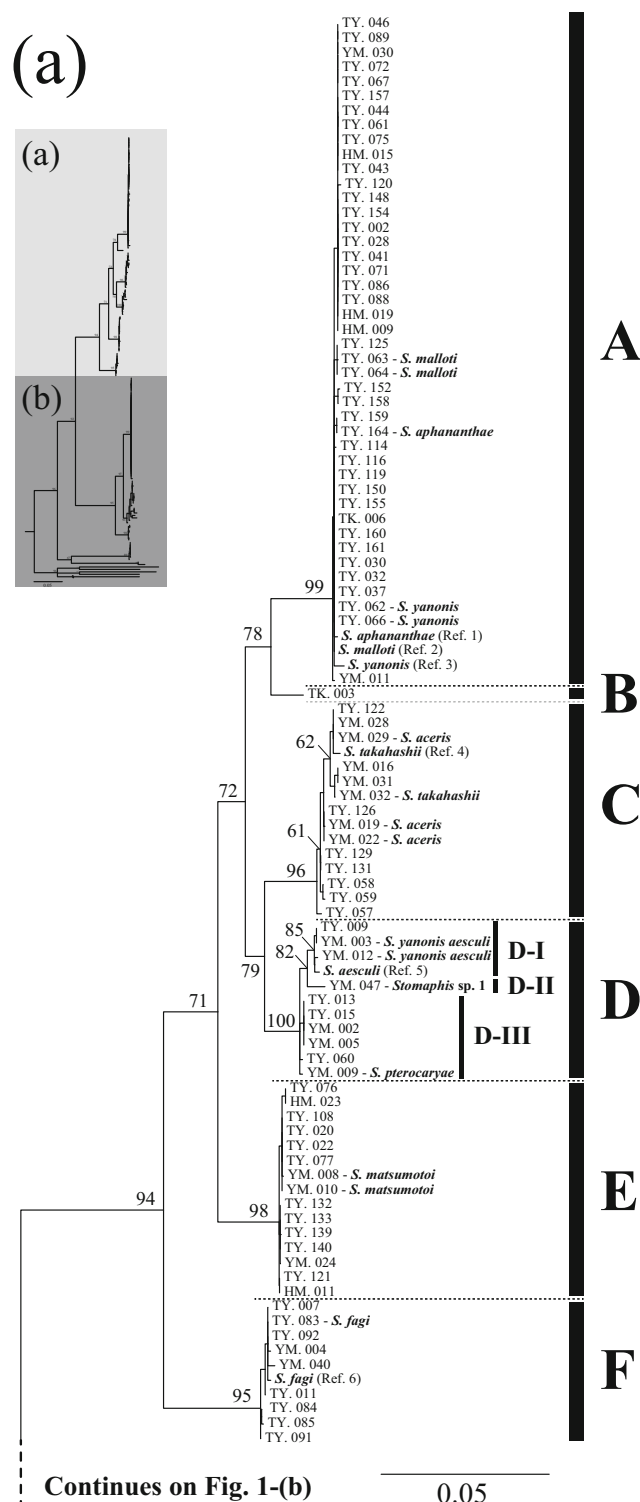 (a)
(a)
(b)
TY. 046
TY. 089
YM. 030
TY. 072
TY. 067
TY. 157
TY. 044
TY. 061
TY. 075
HM. 015
TY. 043
TY. 120
TY. 148
TY. 154
TY. 002
TY. 028
TY. 041
TY. 071
TY. 086
TY. 088
HM. 019
HM. 009
TY. 125
TY. 063 - S. malloti
TY. 064 - S. malloti
TY. 152
TY. 158
TY. 159
TY. 164 - S. aphananthae
TY. 114
TY. 116
TY. 119
TY. 150
TY. 155
TK. 006
TY. 160
TY. 161
TY. 030
TY. 032
TY. 037
TY. 062 - S. yanonis
TY. 066 - S. yanonis
S. aphananthae (Ref. 1)
S. malloti (Ref. 2)
S. yanonis (Ref. 3)
YM. 011
A
99
78
TK. 003
B
TY. 122
YM. 028
YM. 029 - S. aceris
S. takahashii (Ref. 4)
YM. 016
YM. 031
YM. 032 - S. takahashii
TY. 126
YM. 019 - S. aceris
YM. 022 - S. aceris
TY. 129
TY. 131
TY. 058
TY. 059
TY. 057
C
62
72
61
96
TY. 009
YM. 003 - S. yanonis aesculi
YM. 012 - S. yanonis aesculi
S. aesculi (Ref. 5)
D-I
YM. 047 - Stomaphis sp. 1
D-II
TY. 013
TY. 015
YM. 002
YM. 005
TY. 060
YM. 009 - S. pterocaryae
D-III
D
85
82
79
100
71
TY. 076
HM. 023
TY. 108
TY. 020
TY. 022
TY. 077
YM. 008 - S. matsumotoi
YM. 010 - S. matsumotoi
TY. 132
TY. 133
TY. 139
TY. 140
YM. 024
TY. 121
HM. 011
E
94
98
TY. 007
TY. 083 - S. fagi
TY. 092
YM. 004
YM. 040
S. fagi (Ref. 6)
TY. 011
TY. 084
TY. 085
TY. 091
F
95
Continues on Fig. 1-(b)
0.05